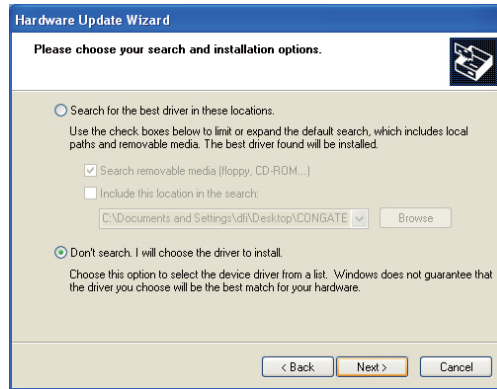 Hardware Update Wizard
Please choose your search and installation options.
Search for the best driver in these locations.
Use the check boxes below to limit or expand the default search, which includes local
paths and removable media. The best driver found will be installed.
Search removable media (floppy, CD-ROM...)
Include this location in the search:
C:\Documents and Settings\dfi\Desktop\CONGATE
Browse
Don't search. I will choose the driver to install.
Choose this option to select the device driver from a list. Windows does not guarantee that
the driver you choose will be the best match for your hardware.
< Back
Next >
Cancel